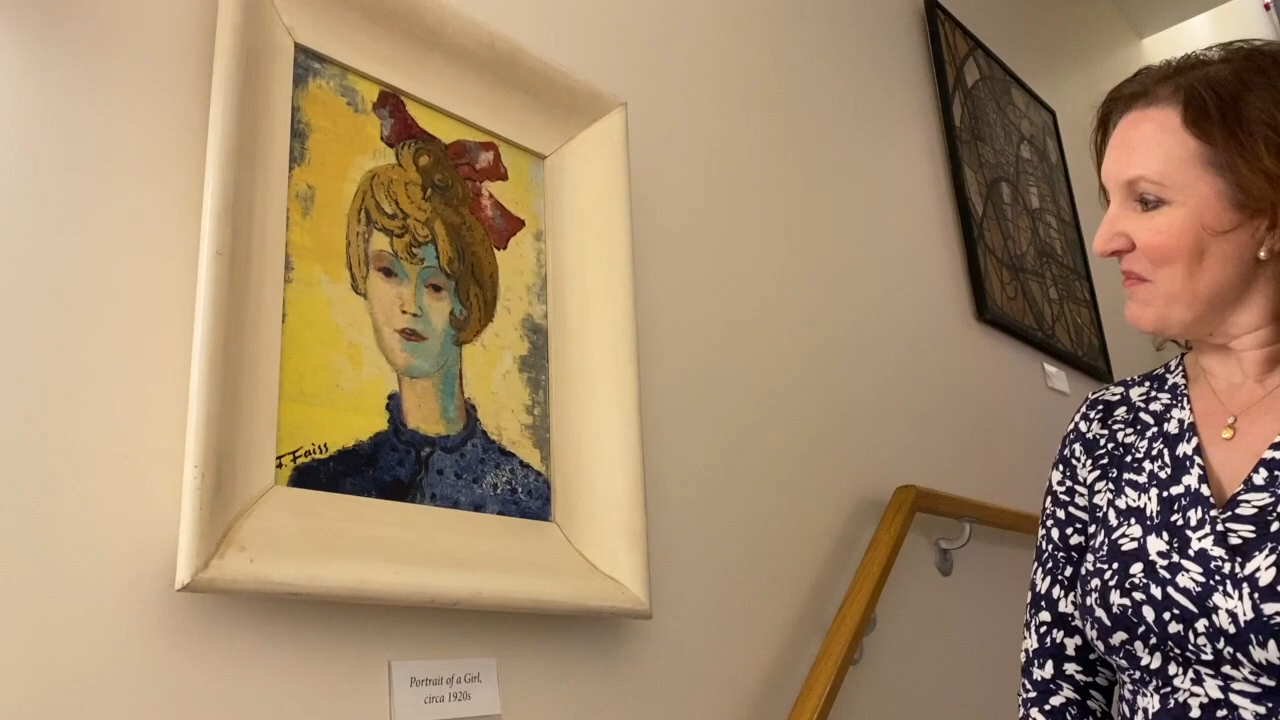 F. Faiss
Portrait of a Girl,
circa 1920s